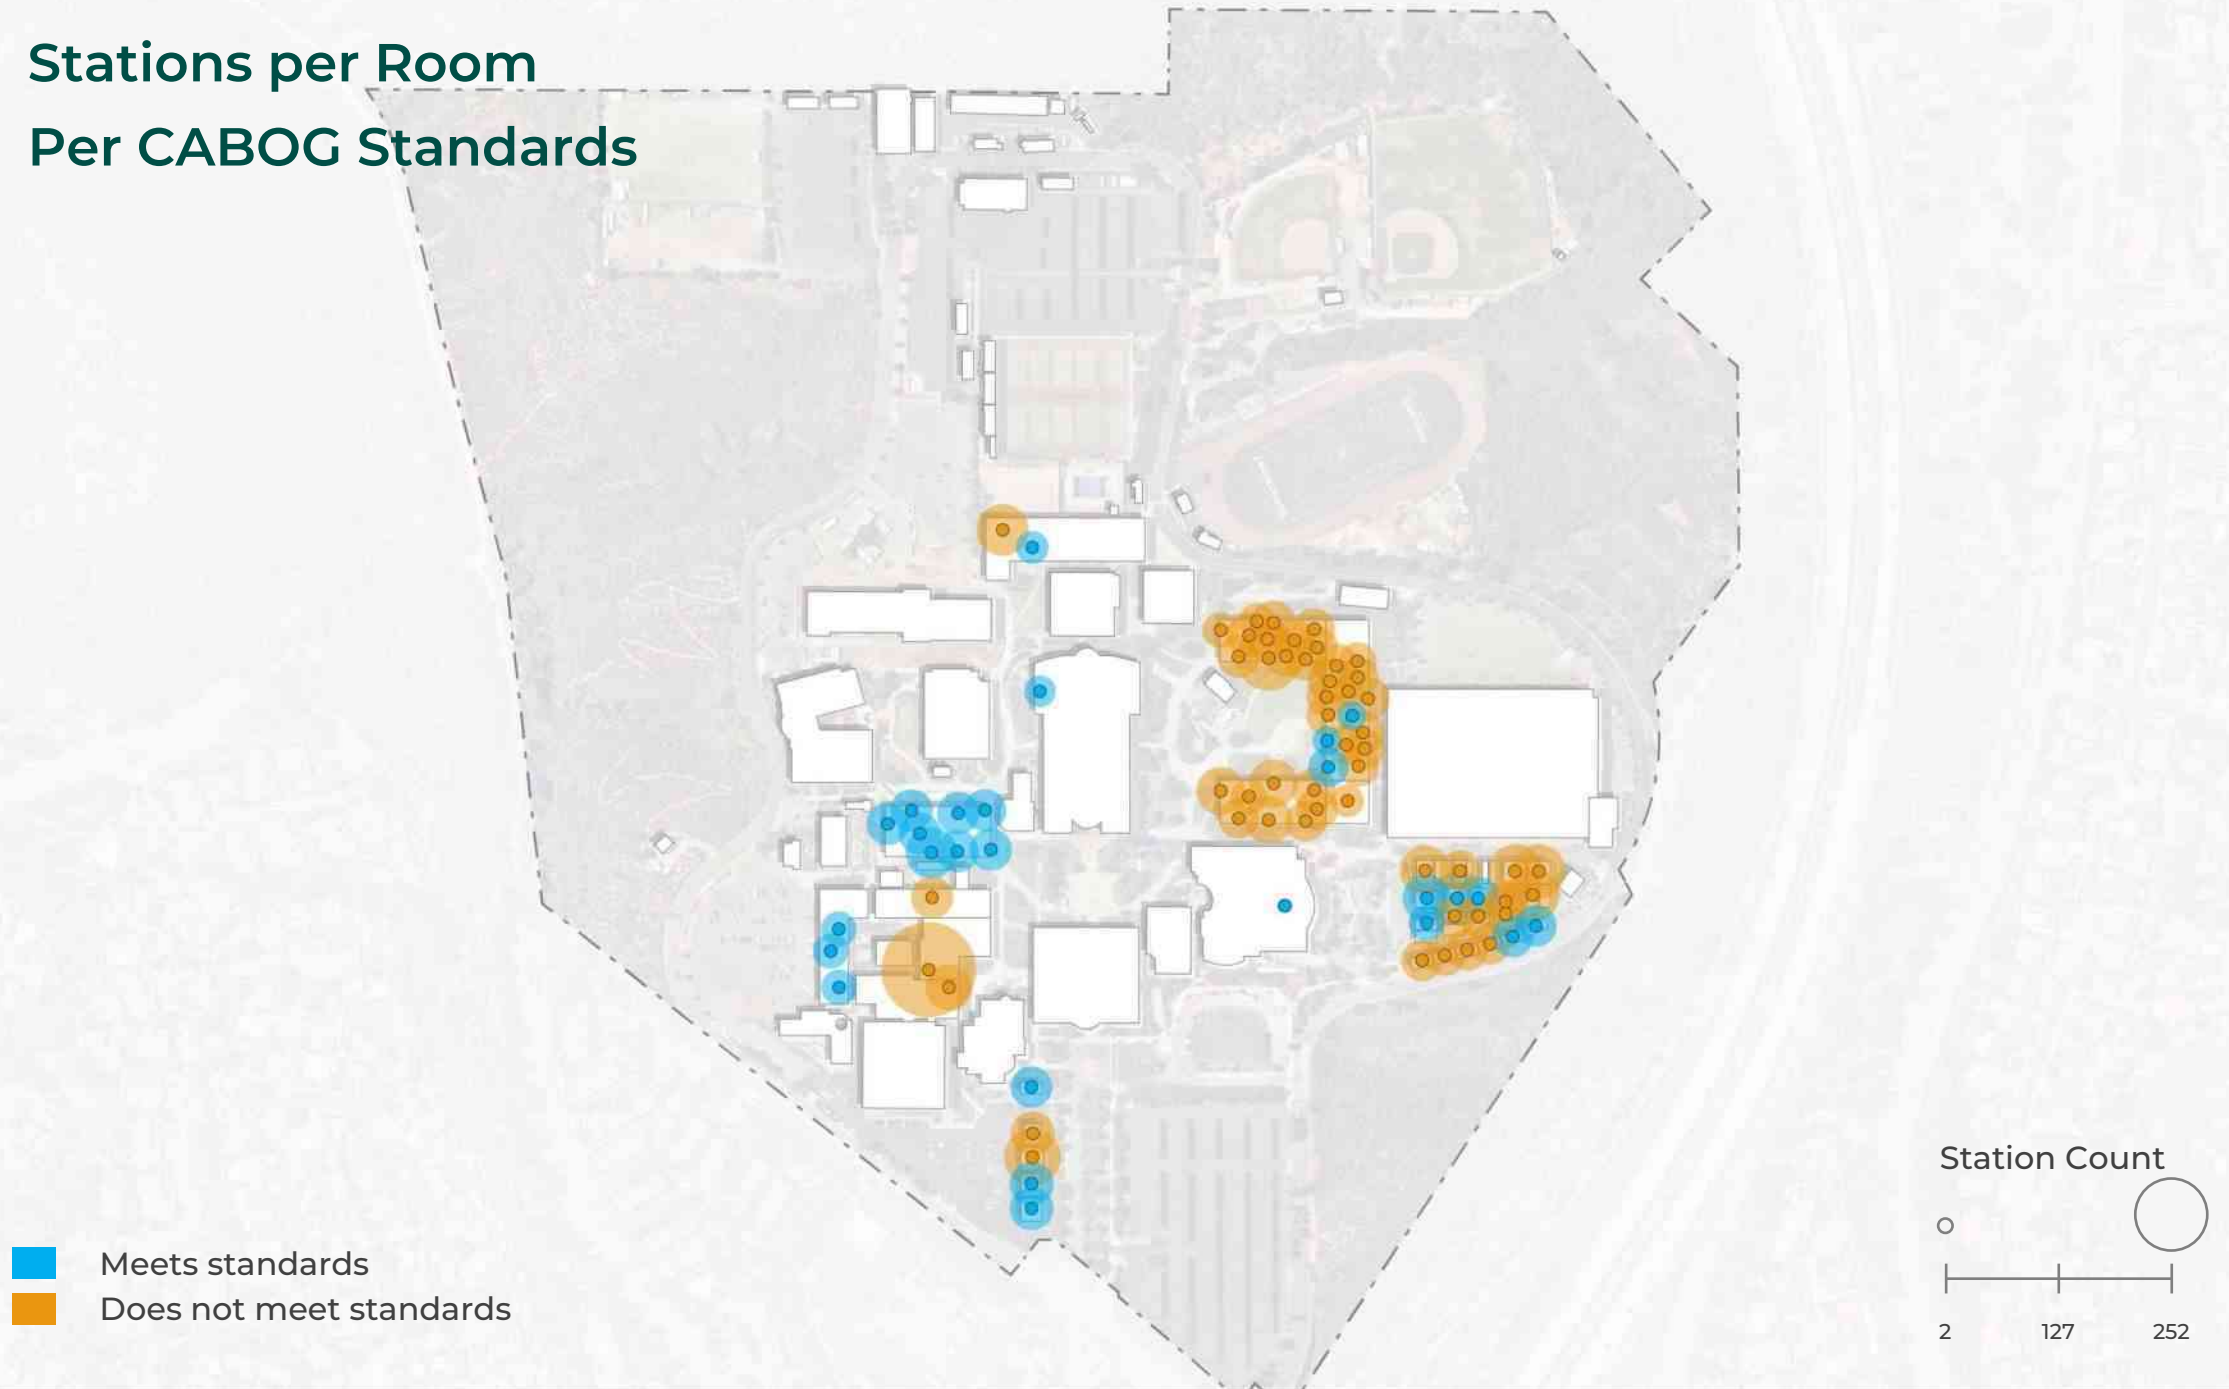 Stations per Room
Per CABOG Standards
Meets standards
Does not meet standards
Station Count
2 127 252